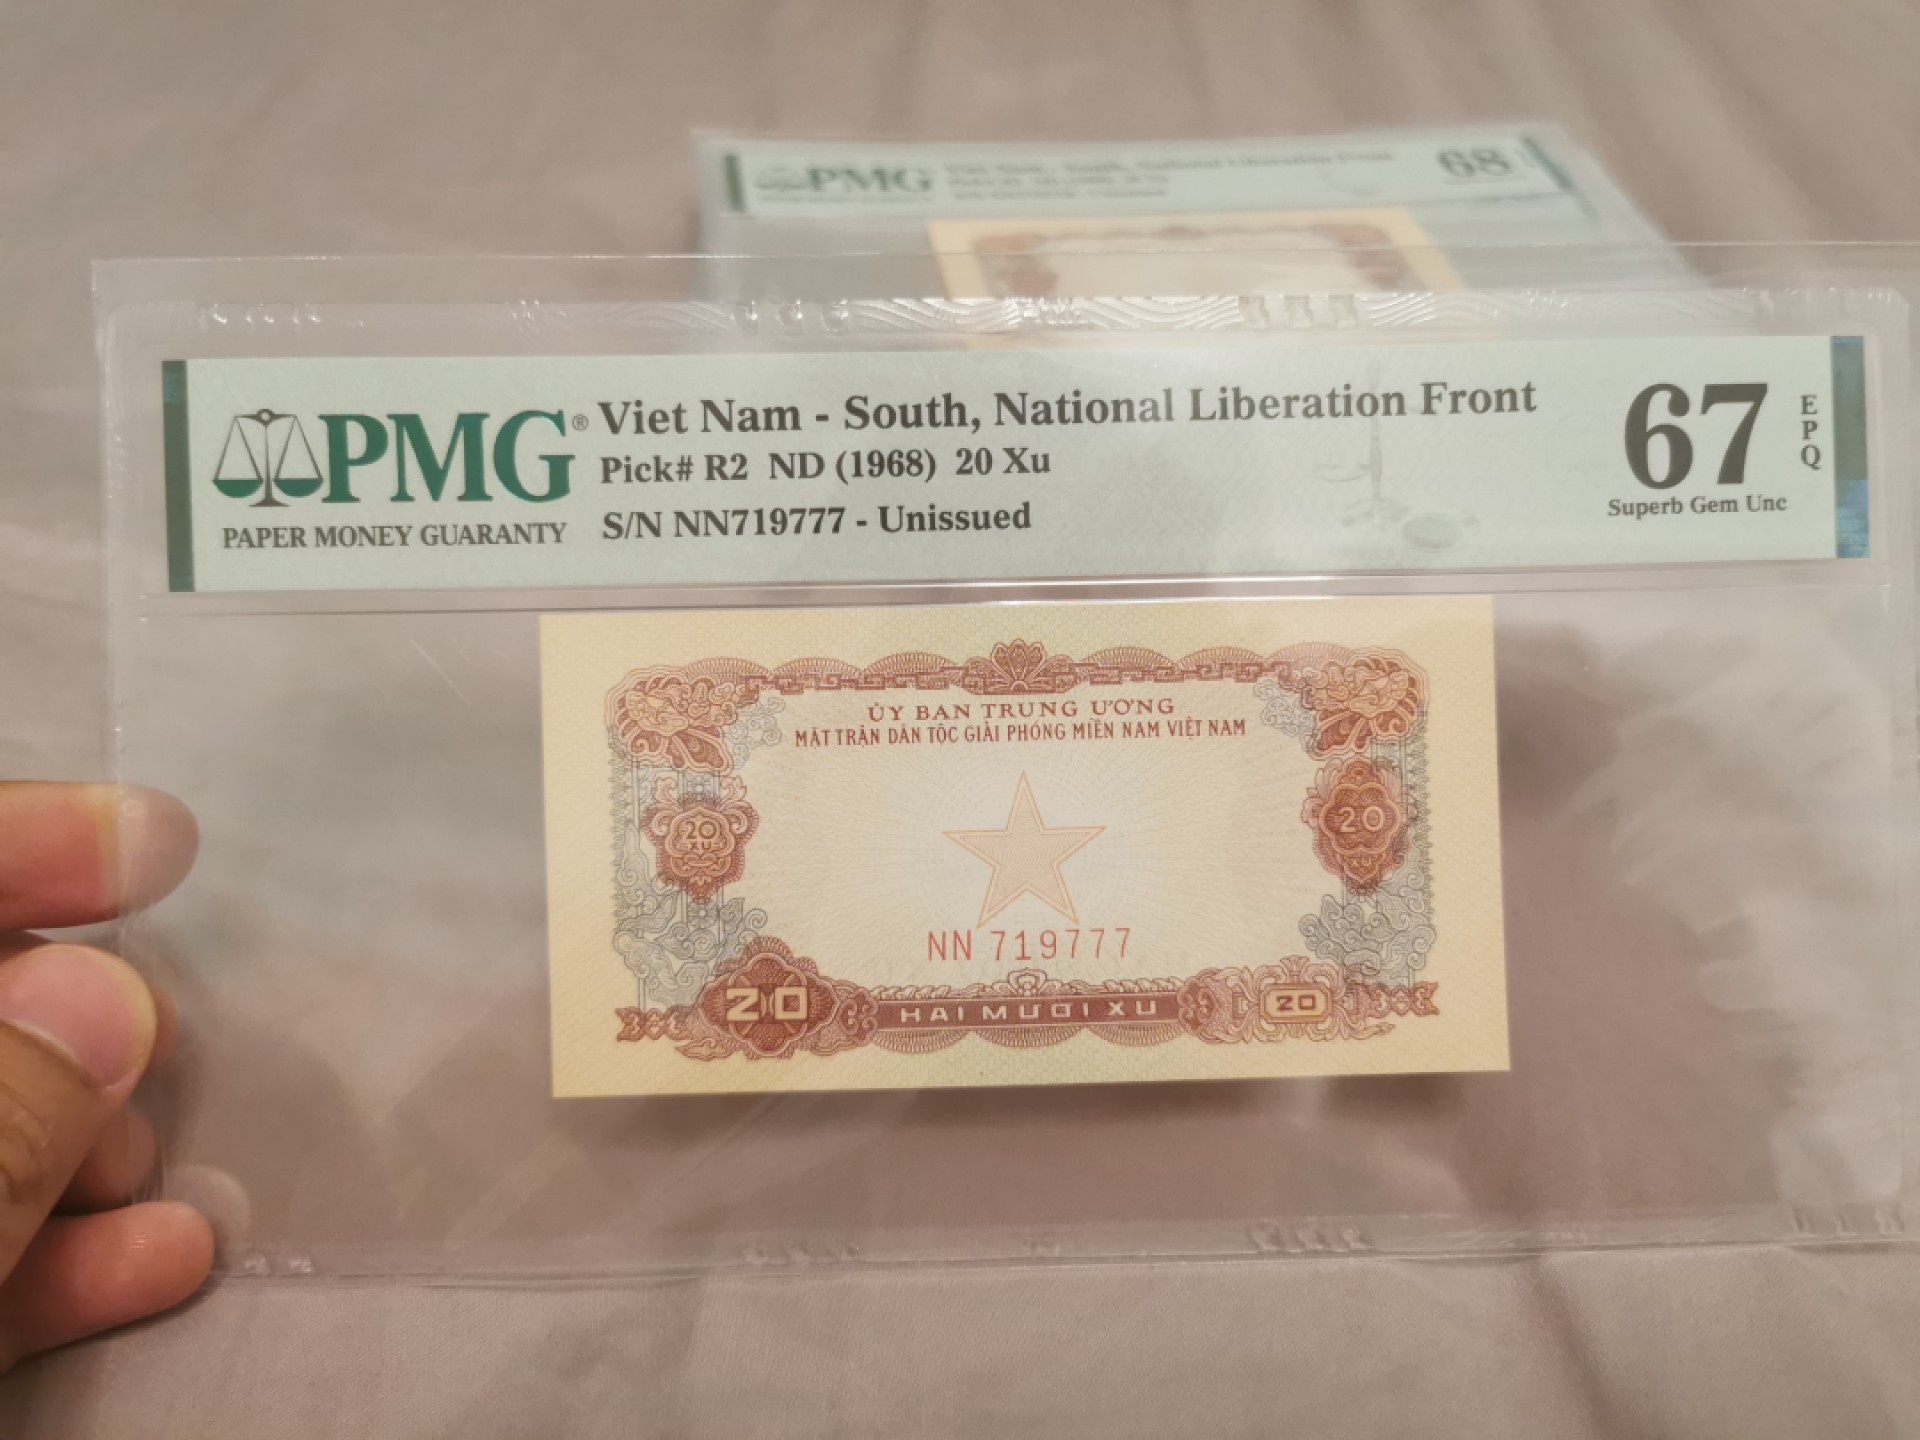 PMG
68
PMG®
PAPER MONEY GUARANTY
Viet Nam - South, National Liberation Front
Pick# R2 ND (1968) 20 Xu
S/N NN719777 - Unissued
67
EPQ
Superb Gem Unc
ỦY BAN TRUNG ƯƠNG
MẶT TRẬN DÂN TỘC GIẢI PHÓNG MIỀN NAM VIỆT NAM
20
XU
20
XU
NN 719777
20
HAI MƯƠI XU
20